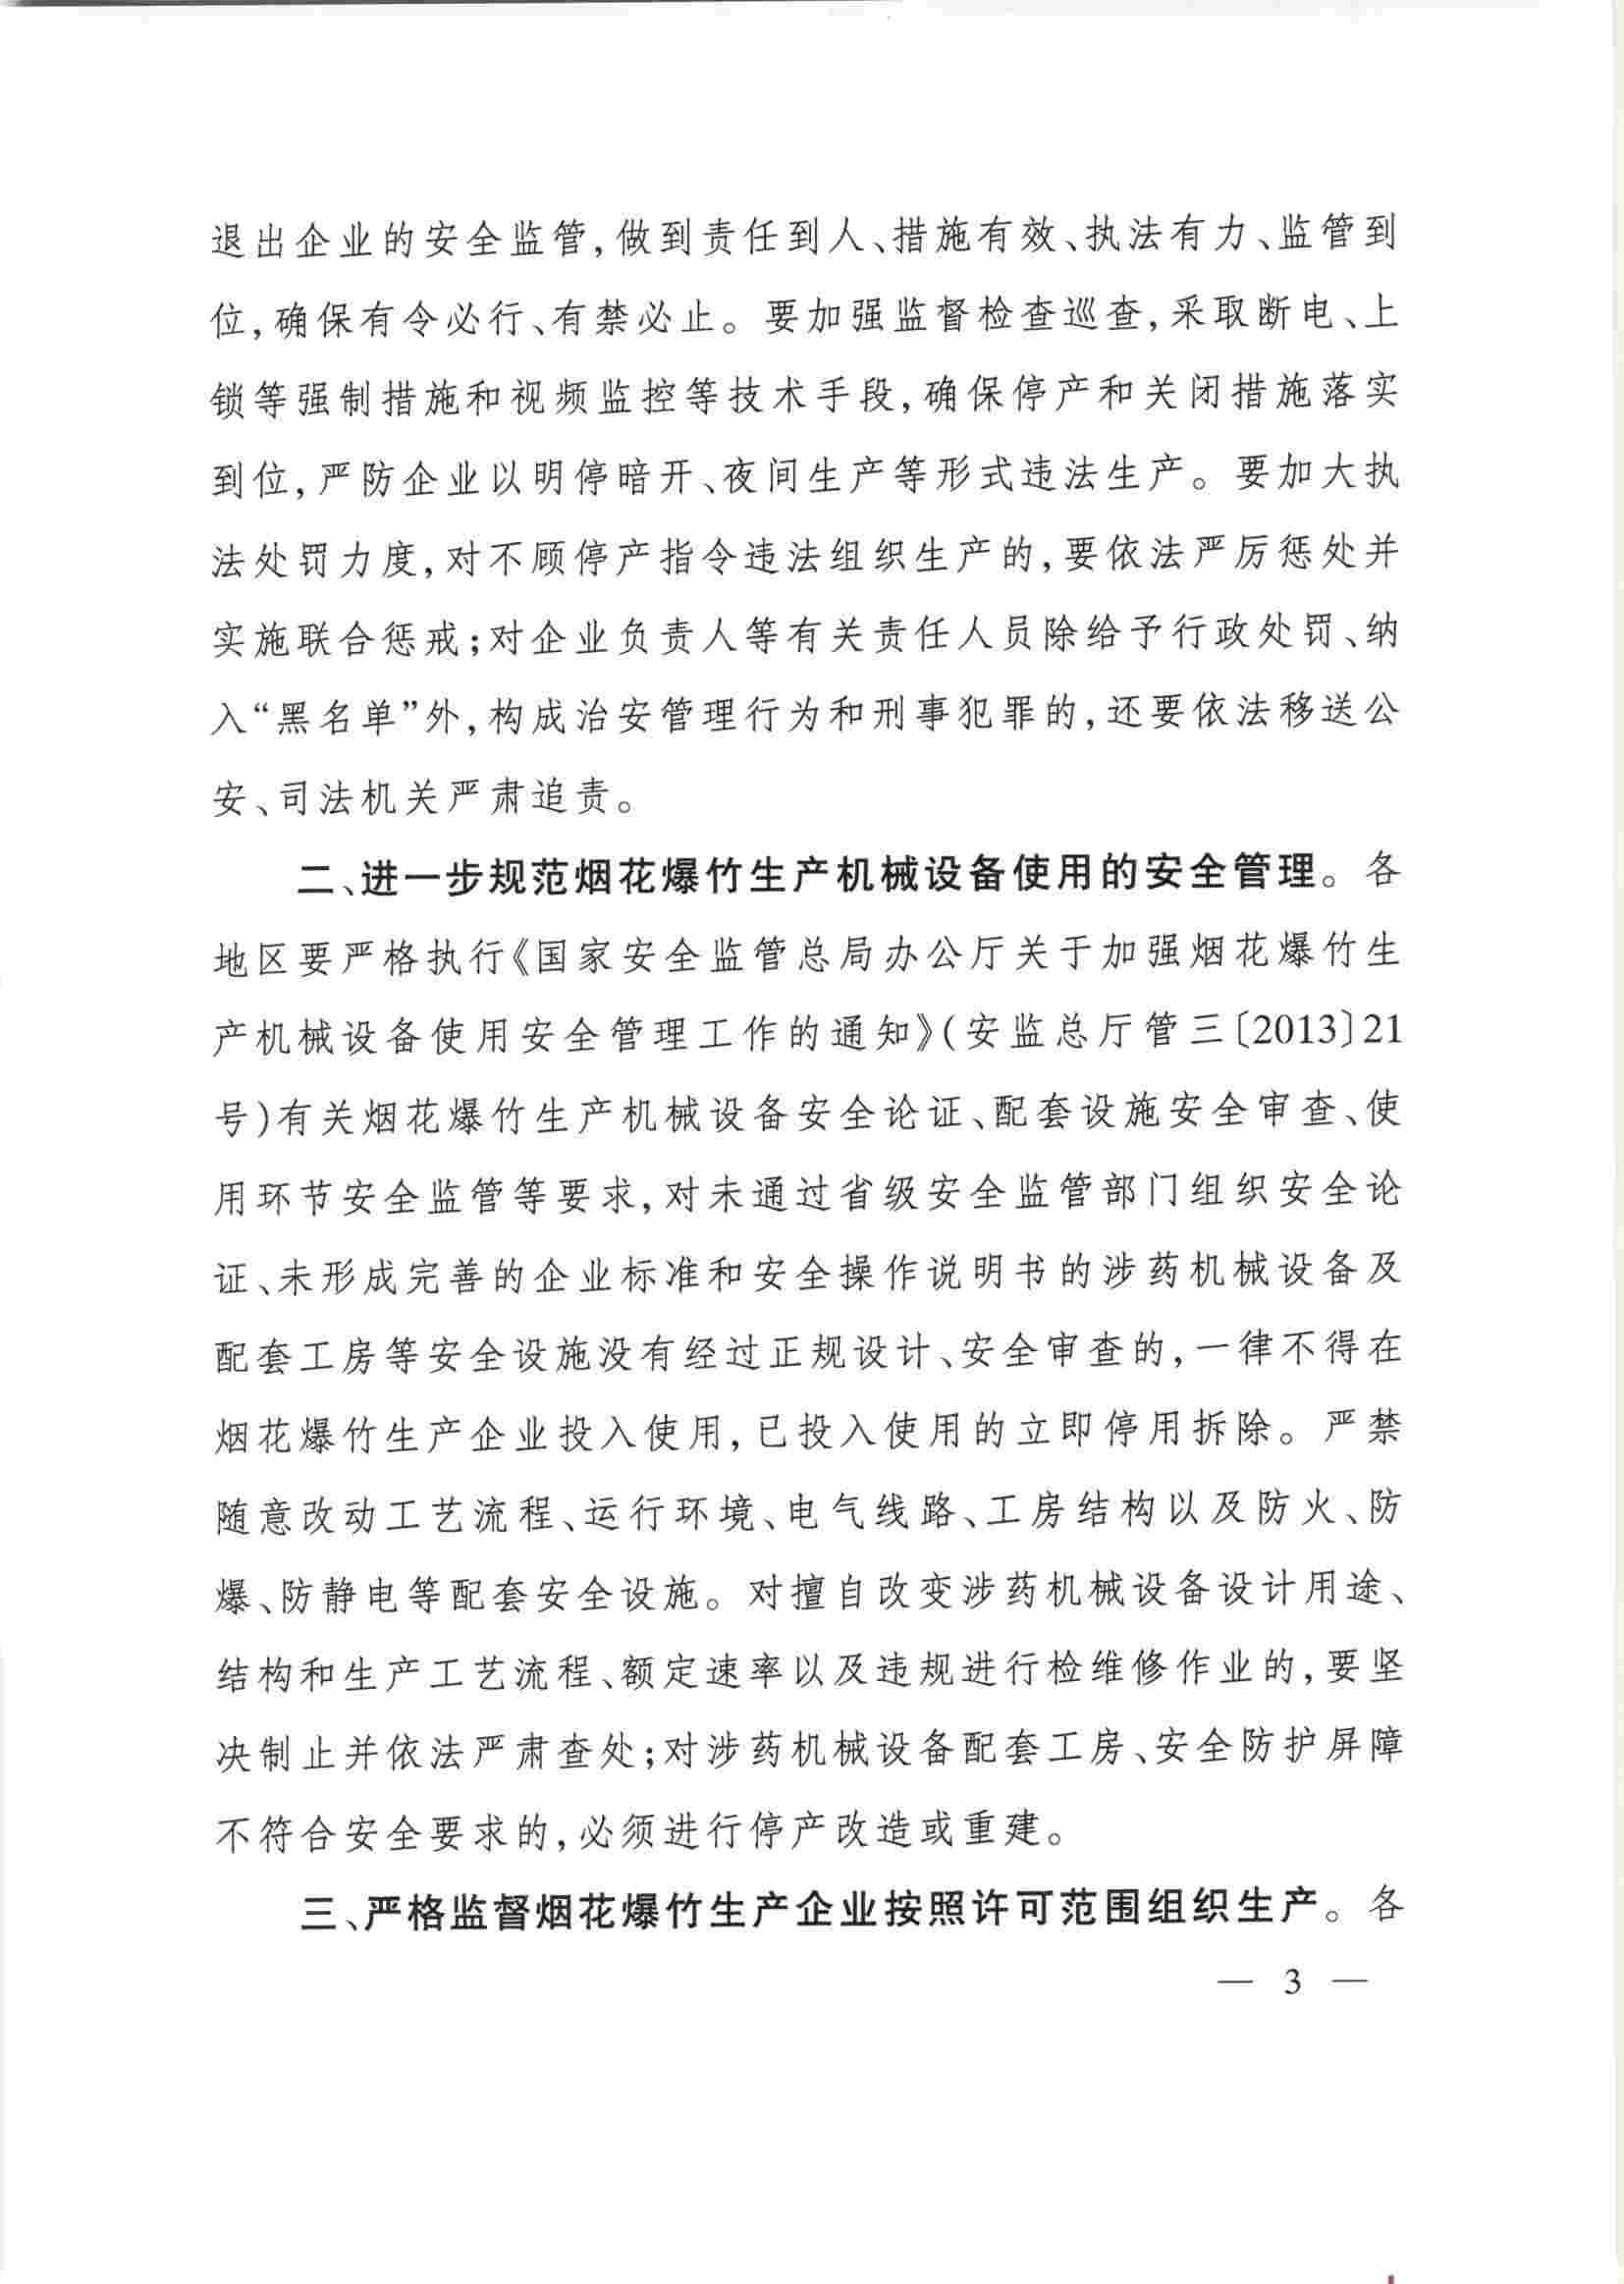 退出企业的安全监管,做到责任到人、措施有效、执法有力、监管到
位,确保有令必行、有禁必止。要加强监督检查巡查,采取断电、上
锁等强制措施和视频监控等技术手段,确保停产和关闭措施落实
到位,严防企业以明停暗开、夜间生产等形式违法生产。要加大执
法处罚力度,对不顾停产指令违法组织生产的,要依法严厉惩处并
实施联合惩戒;对企业负责人等有关责任人员除给予行政处罚、纳
入“黑名单”外,构成治安管理行为和刑事犯罪的,还要依法移送公
安、司法机关严肃追责。
二、进一步规范烟花爆竹生产机械设备使用的安全管理。各
地区要严格执行《国家安全监管总局办公厅关于加强烟花爆竹生
产机械设备使用安全管理工作的通知》(安监总厅管三〔2013〕21
号)有关烟花爆竹生产机械设备安全论证、配套设施安全审查、使
用环节安全监管等要求,对未通过省级安全监管部门组织安全论
证、未形成完善的企业标准和安全操作说明书的涉药机械设备及
配套工房等安全设施没有经过正规设计、安全审查的,一律不得在
烟花爆竹生产企业投入使用,已投入使用的立即停用拆除。严禁
随意改动工艺流程、运行环境、电气线路、工房结构以及防火、防
爆、防静电等配套安全设施。对擅自改变涉药机械设备设计用途、
结构和生产工艺流程、额定速率以及违规进行检维修作业的,要坚
决制止并依法严肃查处;对涉药机械设备配套工房、安全防护屏障
不符合安全要求的,必须进行停产改造或重建。
三、严格监督烟花爆竹生产企业按照许可范围组织生产。各
— 3 —